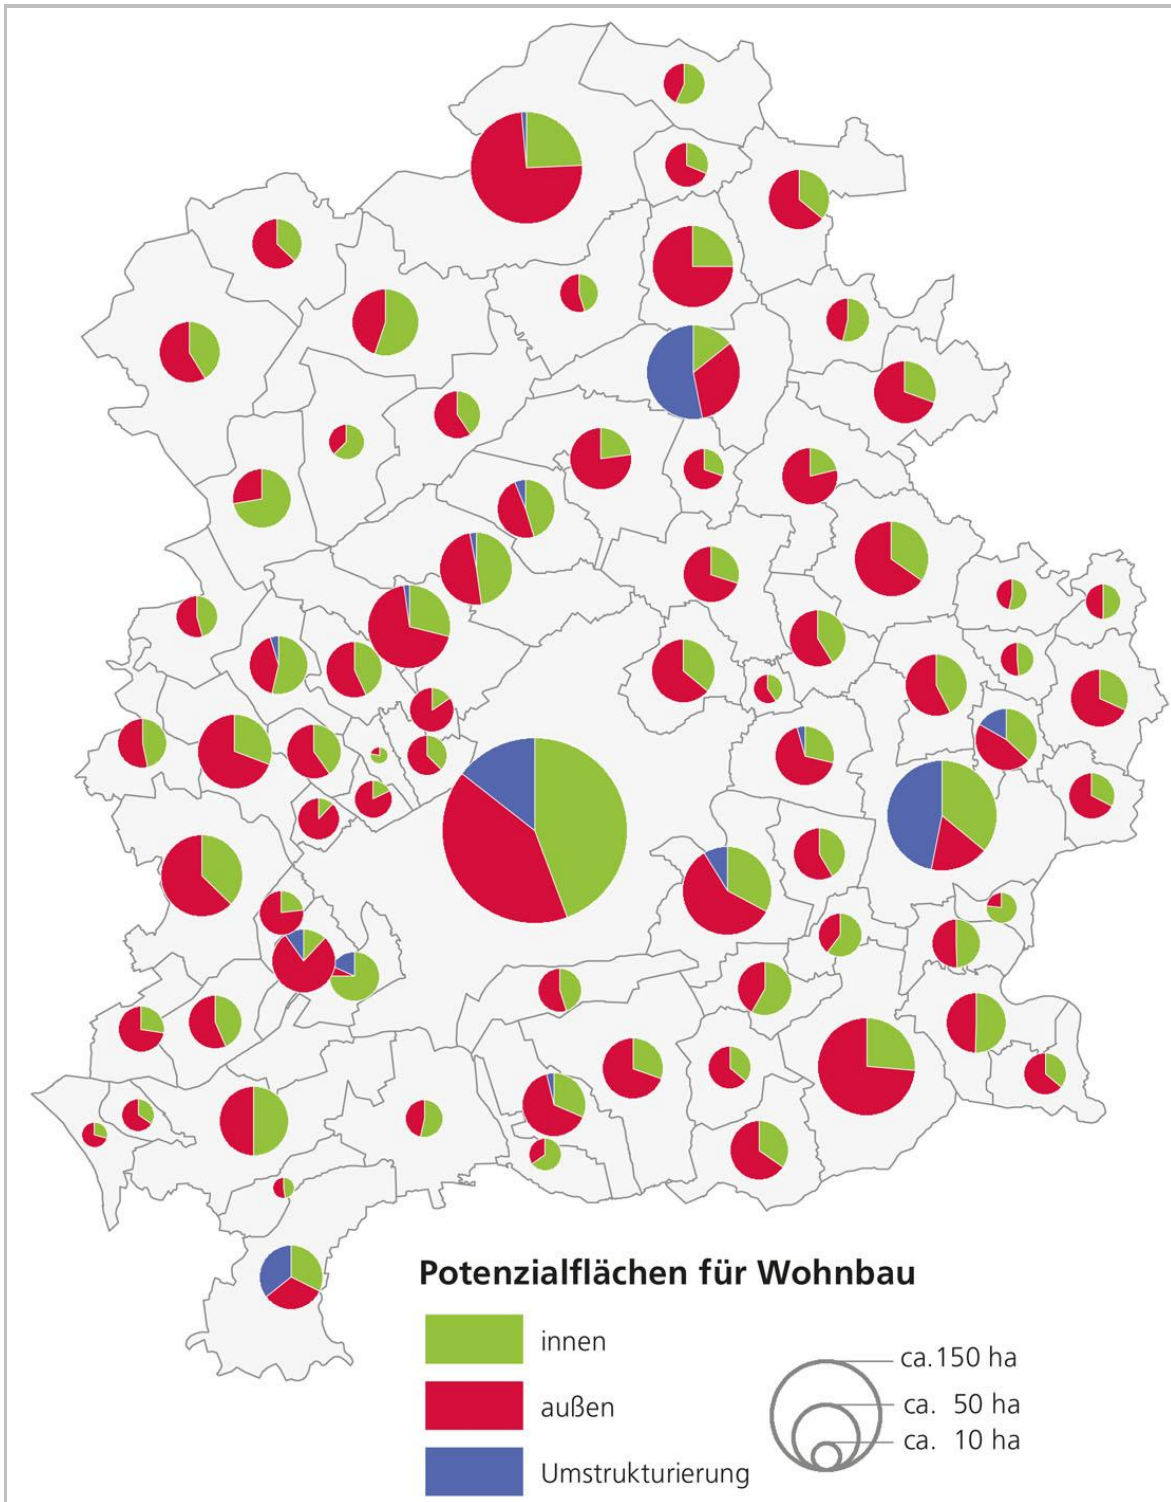 Potenzialflächen für Wohnbau
innen
außen
Umstrukturierung
ca.150 ha
ca. 50 ha
ca. 10 ha